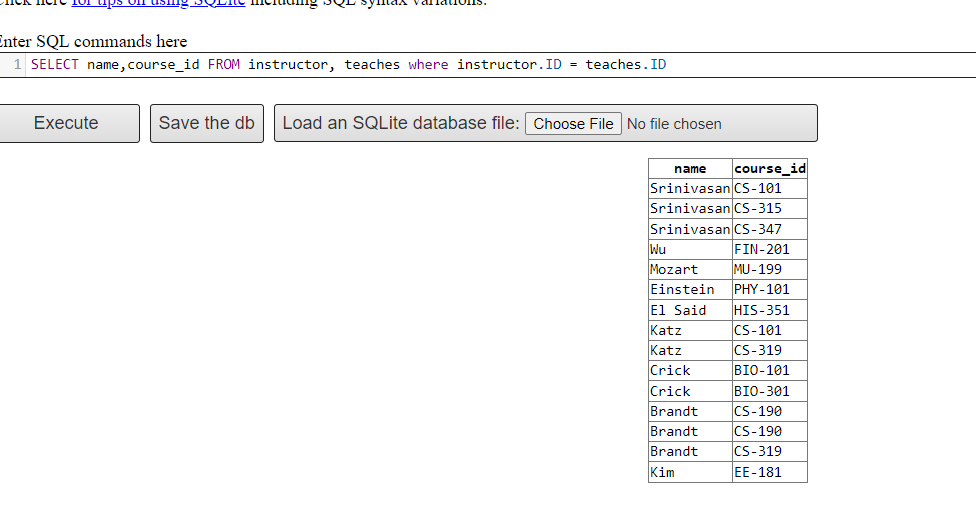 Click here for tips on using SQLite including SQL syntax variations.
Enter SQL commands here
1 SELECT name,course_id FROM instructor, teaches where instructor.ID = teaches.ID
Execute Save the db Load an SQLite database file: Choose File No file chosen
name course_id
Srinivasan CS-101
Srinivasan CS-315
Srinivasan CS-347
Wu FIN-201
Mozart MU-199
Einstein PHY-101
El Said HIS-351
Katz CS-101
Katz CS-319
Crick BIO-101
Crick BIO-301
Brandt CS-190
Brandt CS-190
Brandt CS-319
Kim EE-181